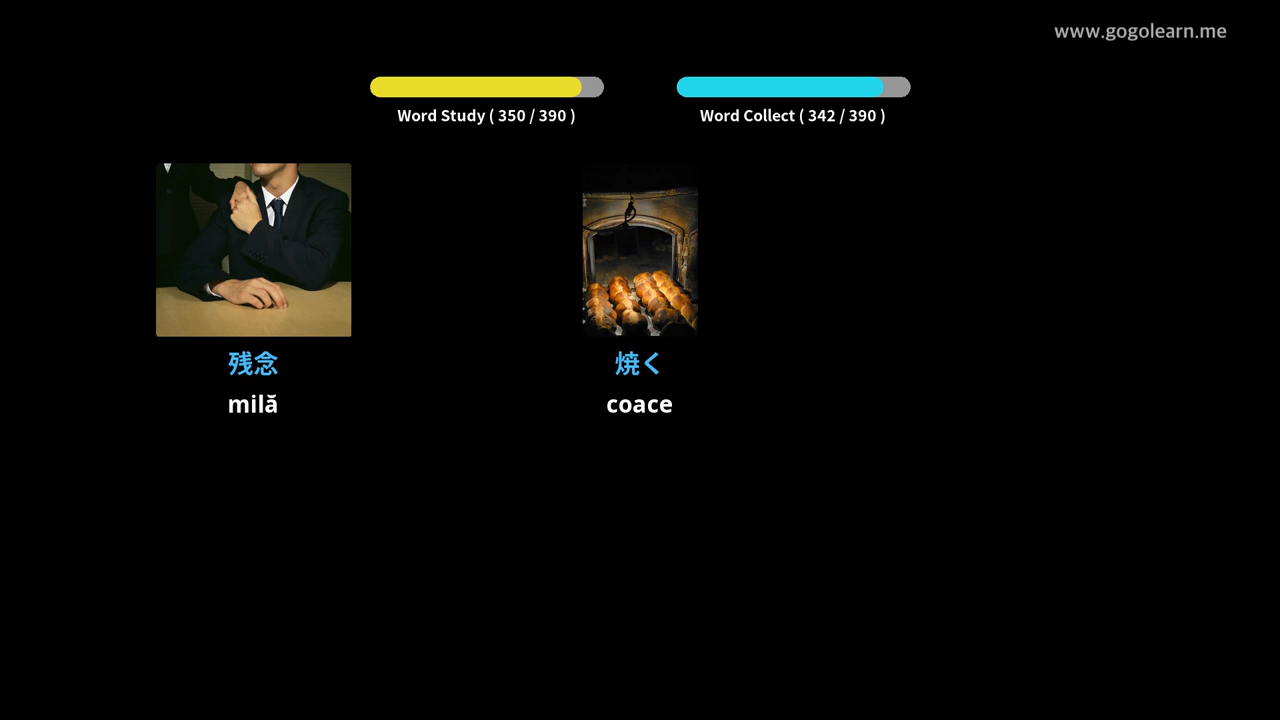 www.gogolearn.me
Word Study ( 350 / 390 )
Word Collect ( 342 / 390 )
残念
milă
焼く
coace